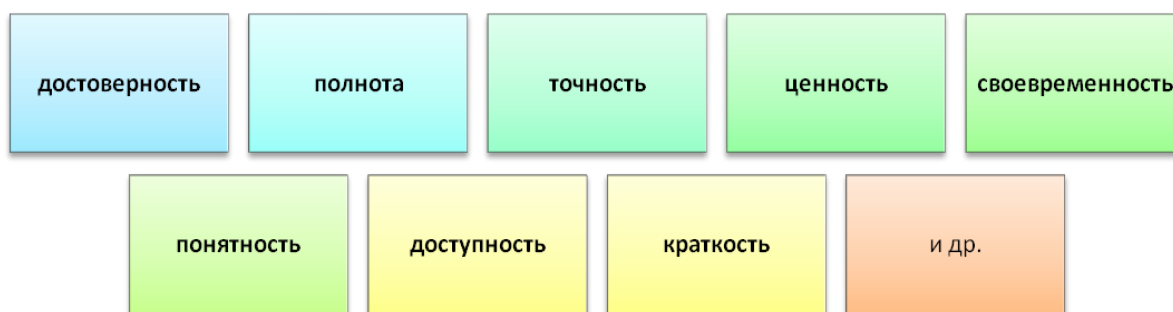 достоверность
полнота
точность
ценность
своевременность
понятность
доступность
краткость
и др.